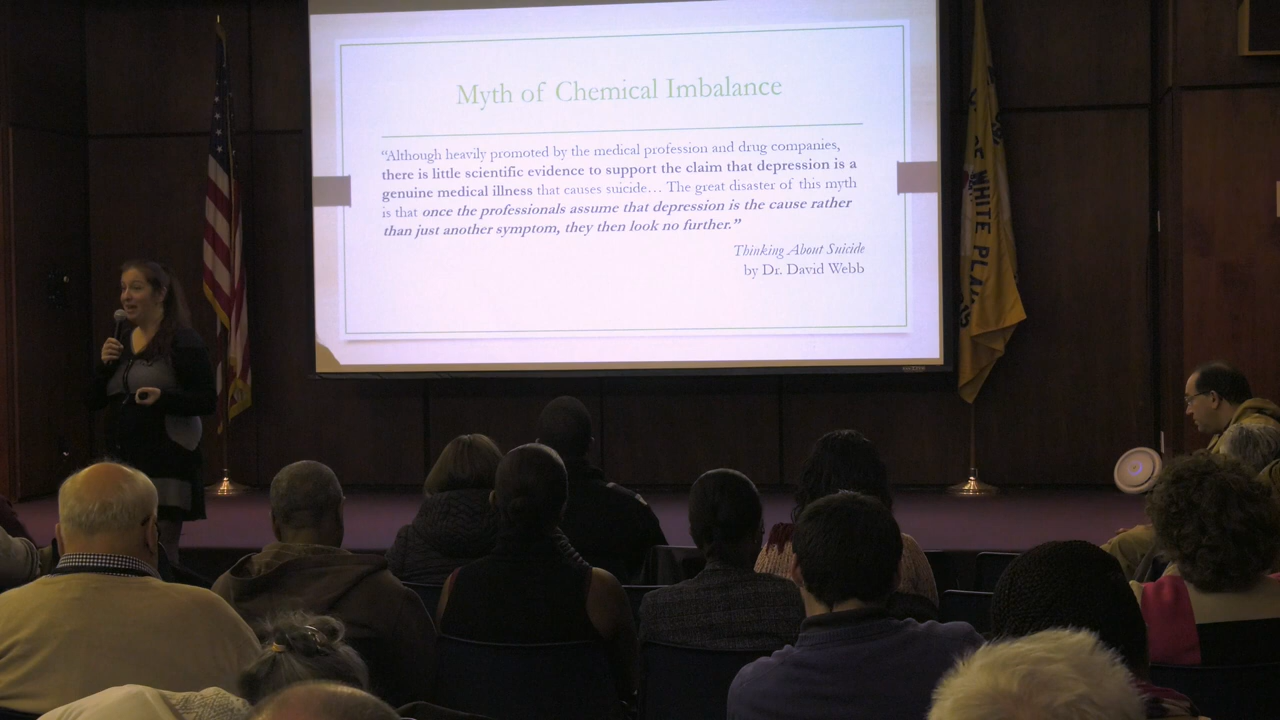 Myth of Chemical Imbalance
“Although heavily promoted by the medical profession and drug companies,
there is little scientific evidence to support the claim that depression is a
genuine medical illness that causes suicide… The great disaster of this myth
is that once the professionals assume that depression is the cause rather
than just another symptom, they then look no further.”
Thinking About Suicide
by Dr. David Webb
OF WHITE PLAINS